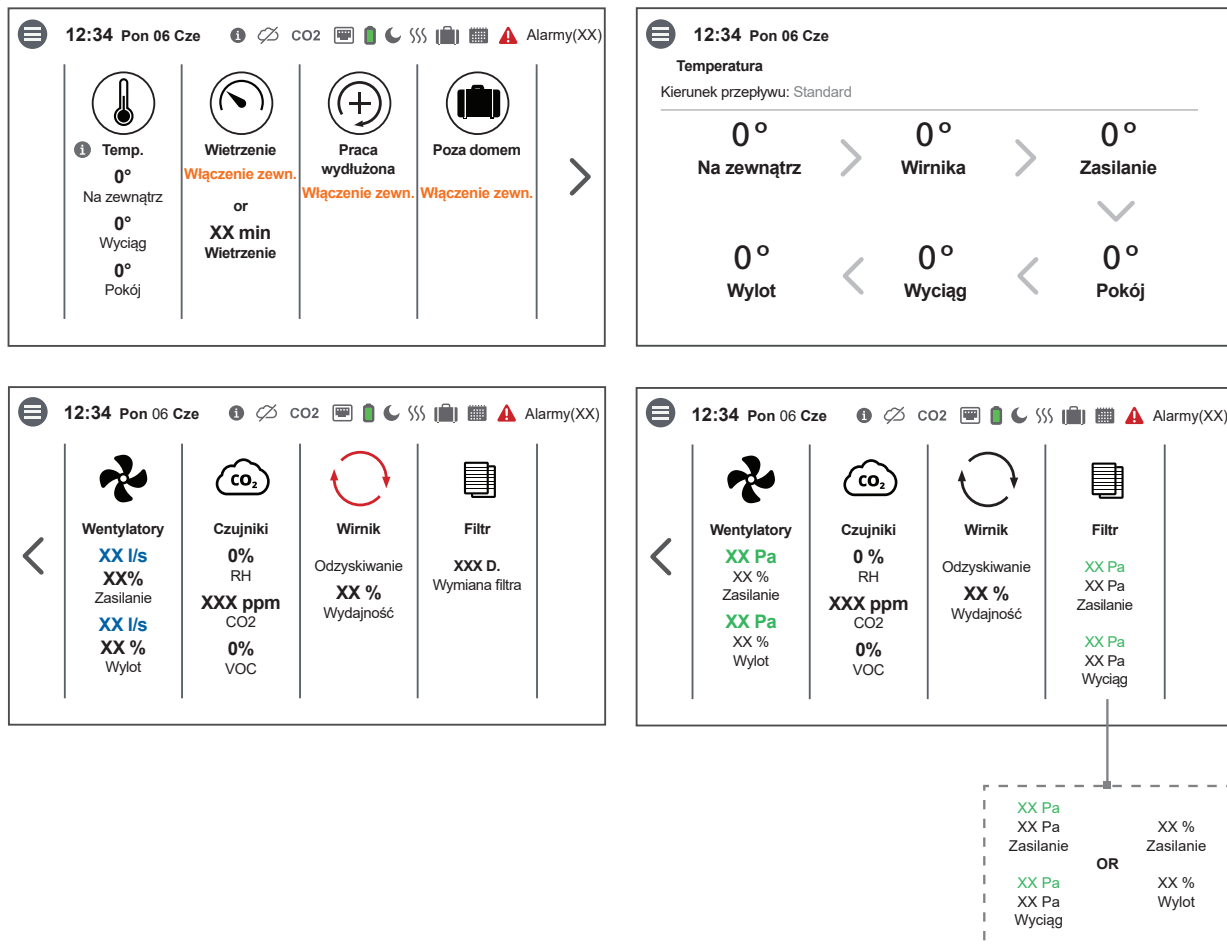 12:34 Pon 06 Cze CO2 Alarmy(XX)
Temp.
0°
Na zewnątrz
0°
Wyciąg
0°
Pokój
Wietrzenie
Włączenie zewn.
or
XX min
Wietrzenie
Praca
wydłużona
Włączenie zewn.
Poza domem
Włączenie zewn.
12:34 Pon 06 Cze
Temperatura
Kierunek przepływu: Standard
0°
Na zewnątrz
0°
Wirnika
0°
Zasilanie
0°
Wylot
0°
Wyciąg
0°
Pokój
12:34 Pon 06 Cze CO2 Alarmy(XX)
Wentylatory
XX l/s
XX%
Zasilanie
XX l/s
XX %
Wylot
CO2
Czujniki
0%
RH
XXX ppm
CO2
0%
VOC
Wirnik
Odzyskiwanie
XX %
Wydajność
Filtr
XXX D.
Wymiana filtra
12:34 Pon 06 Cze CO2 Alarmy(XX)
Wentylatory
XX Pa
XX %
Zasilanie
XX Pa
XX %
Wylot
CO2
Czujniki
0 %
RH
XXX ppm
CO2
0%
VOC
Wirnik
Odzyskiwanie
XX %
Wydajność
Filtr
XX Pa
XX Pa
Zasilanie
XX Pa
XX Pa
Wyciąg
XX Pa
XX Pa
Zasilanie
XX Pa
XX Pa
Wyciąg
OR
XX %
Zasilanie
XX %
Wylot